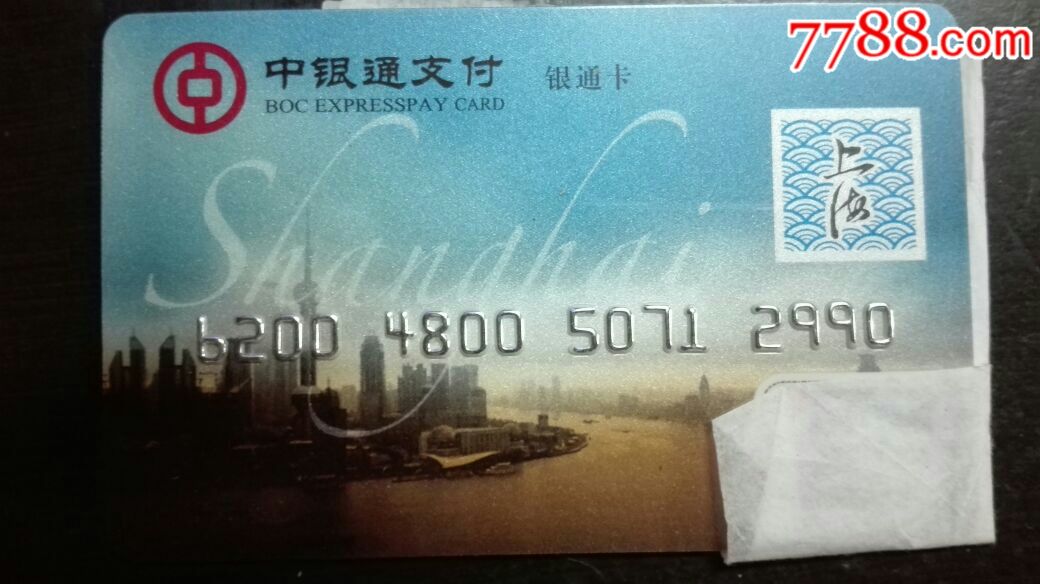 7788.com
中银通支付 银通卡
BOC EXPRESSPAY CARD
上海
Shanghai
6200 4800 5071 2990